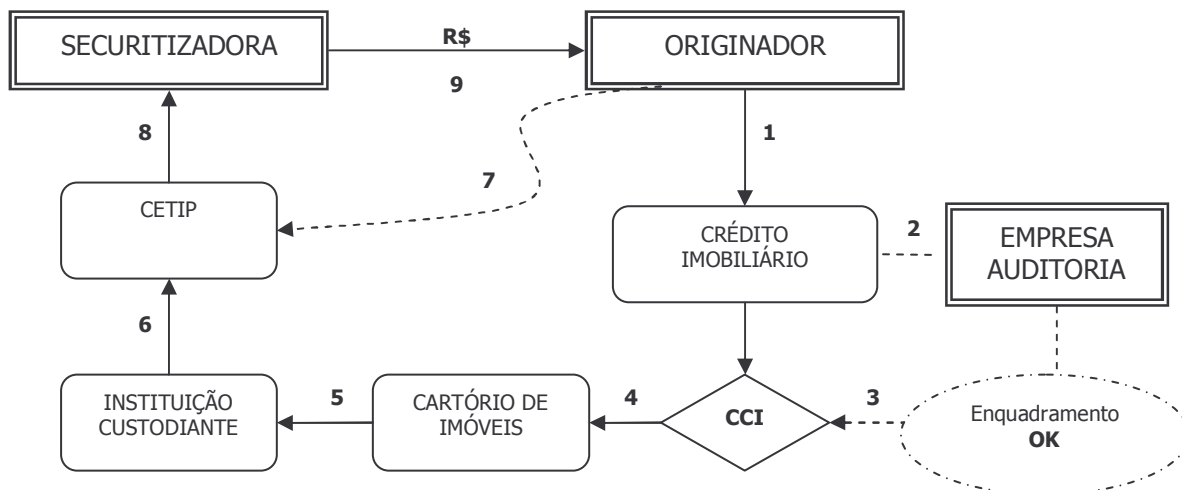 SECURITIZADORA
R$
9
ORIGINADOR
8
1
7
CETIP
CRÉDITO
IMOBILIÁRIO
2
EMPRESA
AUDITORIA
6
INSTITUIÇÃO
CUSTODIANTE
5
CARTÓRIO DE
IMÓVEIS
4
CCI
3
Enquadramento
OK